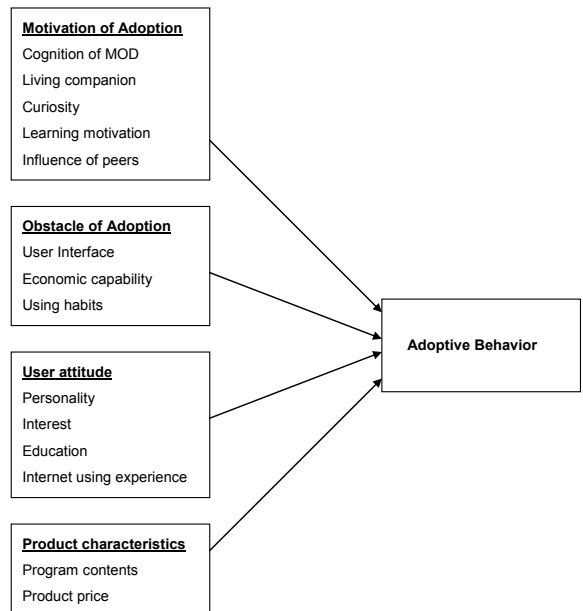 Motivation of Adoption
Cognition of MOD
Living companion
Curiosity
Learning motivation
Influence of peers
Obstacle of Adoption
User Interface
Economic capability
Using habits
Adoptive Behavior
User attitude
Personality
Interest
Education
Internet using experience
Product characteristics
Program contents
Product price